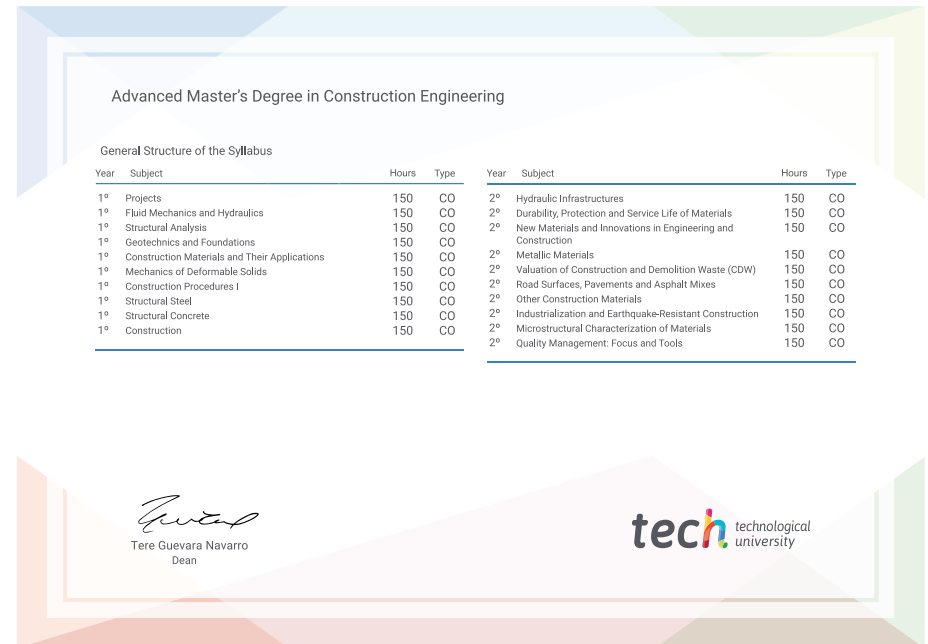 Advanced Master's Degree in Construction Engineering
General Structure of the Syllabus
Year Subject Hours Type
1º Projects 150 CO
1º Fluid Mechanics and Hydraulics 150 CO
1º Structural Analysis 150 CO
1º Geotechnics and Foundations 150 CO
1º Construction Materials and Their Applications 150 CO
1º Mechanics of Deformable Solids 150 CO
1º Construction Procedures I 150 CO
1º Structural Steel 150 CO
1º Structural Concrete 150 CO
1º Construction 150 CO
Year Subject Hours Type
2º Hydraulic Infrastructures 150 CO
2º Durability, Protection and Service Life of Materials 150 CO
2º New Materials and Innovations in Engineering and 150 CO
Construction
2º Metallic Materials 150 CO
2º Valuation of Construction and Demolition Waste (CDW) 150 CO
2º Road Surfaces, Pavements and Asphalt Mixes 150 CO
2º Other Construction Materials 150 CO
2º Industrialization and Earthquake-Resistant Construction 150 CO
2º Microstructural Characterization of Materials 150 CO
2º Quality Management: Focus and Tools 150 CO
Tere Guevara Navarro
Dean
tech technological
university